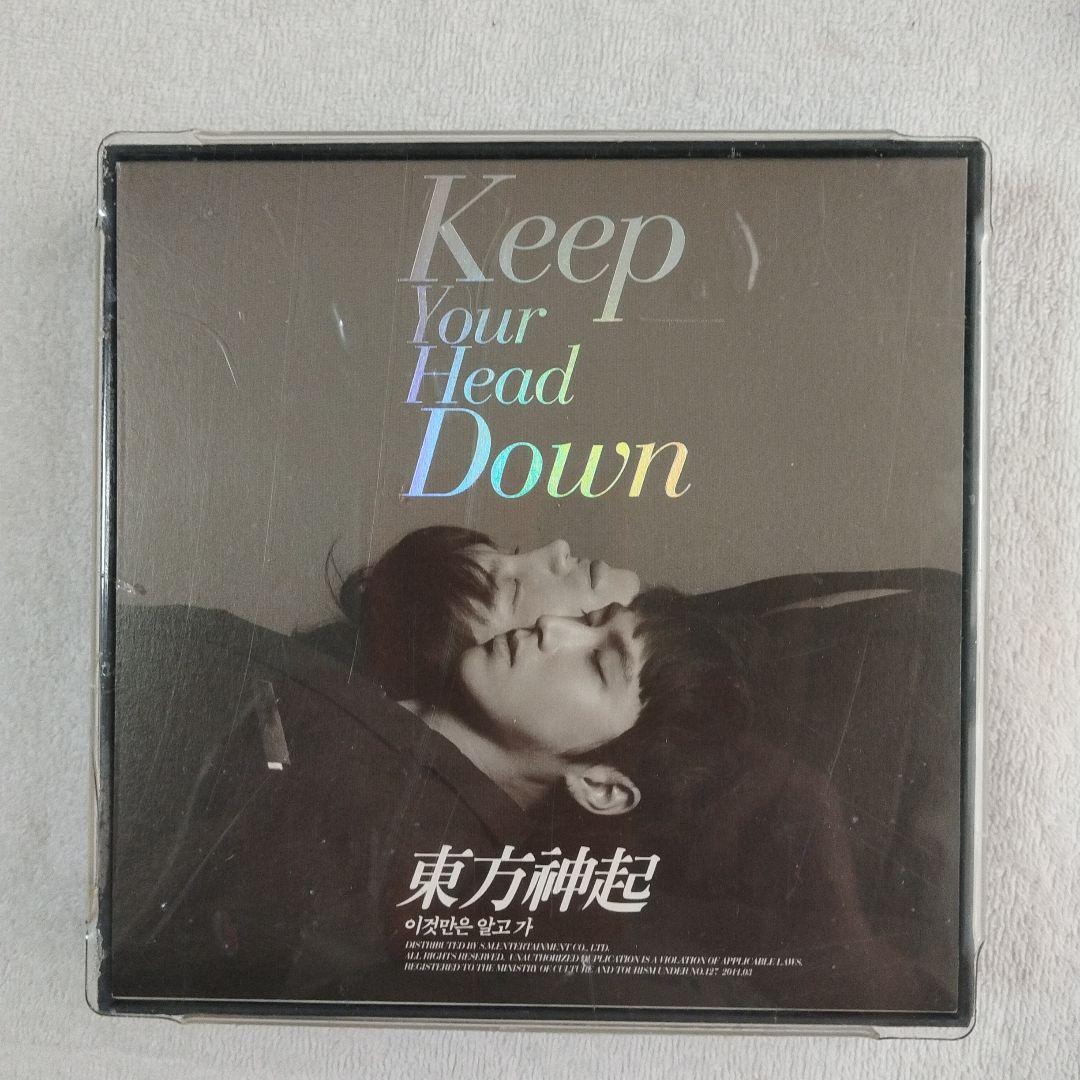 Keep
Your
Head
Down
東方神起
이것만은 알고 가
DISTRIBUTED BY S.M.ENTERTAINMENT CO., LTD.
ALL RIGHTS RESERVED. UNAUTHORIZED DUPLICATION IS A VIOLATION OF APPLICABLE LAWS.
REGISTERED TO THE MINISTRY OF CULTURE AND TOURISM UNDER NO.127 2011.03